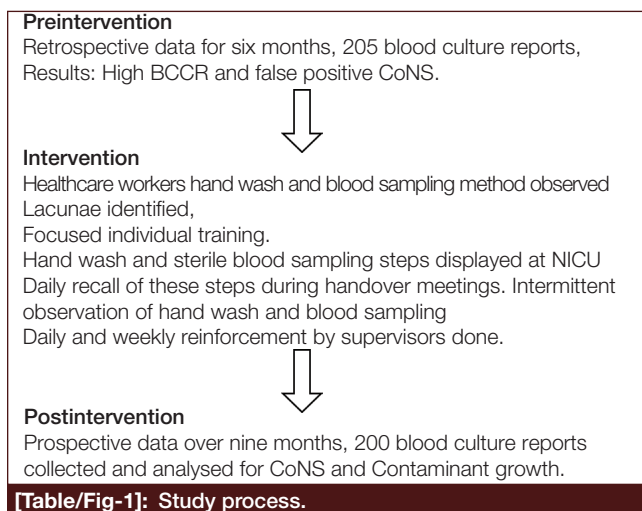 Preintervention
Retrospective data for six months, 205 blood culture reports,
Results: High BCCR and false positive CoNS.
Intervention
Healthcare workers hand wash and blood sampling method observed
Lacunae identified,
Focused individual training.
Hand wash and sterile blood sampling steps displayed at NICU
Daily recall of these steps during handover meetings. Intermittent
observation of hand wash and blood sampling
Daily and weekly reinforcement by supervisors done.
Postintervention
Prospective data over nine months, 200 blood culture reports
collected and analysed for CoNS and Contaminant growth.
[Table/Fig-1]: Study process.